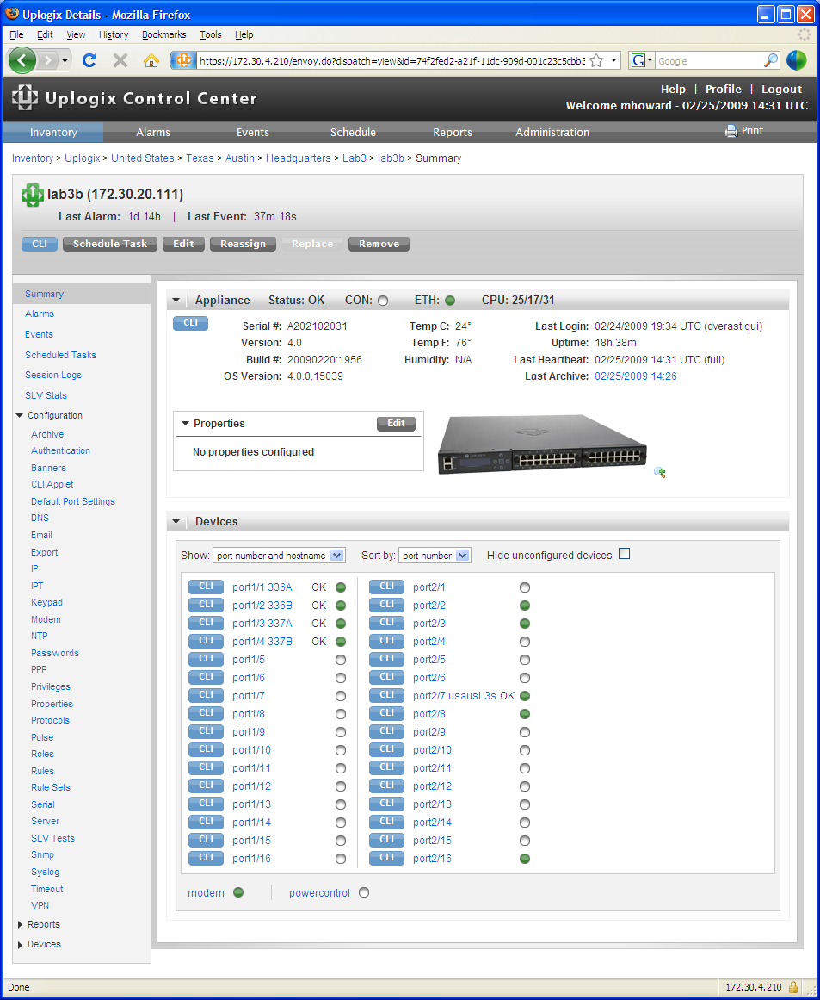 Uplogix Details - Mozilla Firefox
File Edit View History Bookmarks Tools Help
https://172.30.4.210/envoy.do?dispatch=view&id=74f2fed2-a21f-11dc-909d-001c23c5cbb3
Google
Uplogix Control Center
Help | Profile | Logout
Welcome mhoward - 02/25/2009 14:31 UTC
Inventory Alarms Events Schedule Reports Administration Print
Inventory > Uplogix > United States > Texas > Austin > Headquarters > Lab3 > lab3b > Summary
lab3b (172.30.20.111)
Last Alarm: 1d 14h | Last Event: 37m 18s
CLI Schedule Task Edit Reassign Replace Remove
Summary
Alarms
Events
Scheduled Tasks
Session Logs
SLV Stats
Configuration
Archive
Authentication
Banners
CLI Applet
Default Port Settings
DNS
Email
Export
IP
IPT
Keypad
Modem
NTP
Passwords
PPP
Privileges
Properties
Protocols
Pulse
Roles
Rules
Rule Sets
Serial
Server
SLV Tests
Snmp
Syslog
Timeout
VPN
Reports
Devices
Appliance Status: OK CON: ETH: CPU: 25/17/31
CLI
Serial #: A202102031 Temp C: 24° Last Login: 02/24/2009 19:34 UTC (dverastiqui)
Version: 4.0 Temp F: 76° Uptime: 18h 38m
Build #: 20090220:1956 Humidity: N/A Last Heartbeat: 02/25/2009 14:31 UTC (full)
OS Version: 4.0.0.15039 Last Archive: 02/25/2009 14:26
Properties Edit
No properties configured
Devices
Show: port number and hostname Sort by: port number Hide unconfigured devices
CLI port1/1 336A OK CLI port2/1
CLI port1/2 336B OK CLI port2/2
CLI port1/3 337A OK CLI port2/3
CLI port1/4 337B OK CLI port2/4
CLI port1/5 CLI port2/5
CLI port1/6 CLI port2/6
CLI port1/7 CLI port2/7 usausL3s OK
CLI port1/8 CLI port2/8
CLI port1/9 CLI port2/9
CLI port1/10 CLI port2/10
CLI port1/11 CLI port2/11
CLI port1/12 CLI port2/12
CLI port1/13 CLI port2/13
CLI port1/14 CLI port2/14
CLI port1/15 CLI port2/15
CLI port1/16 CLI port2/16
modem powercontrol
Done 172.30.4.210